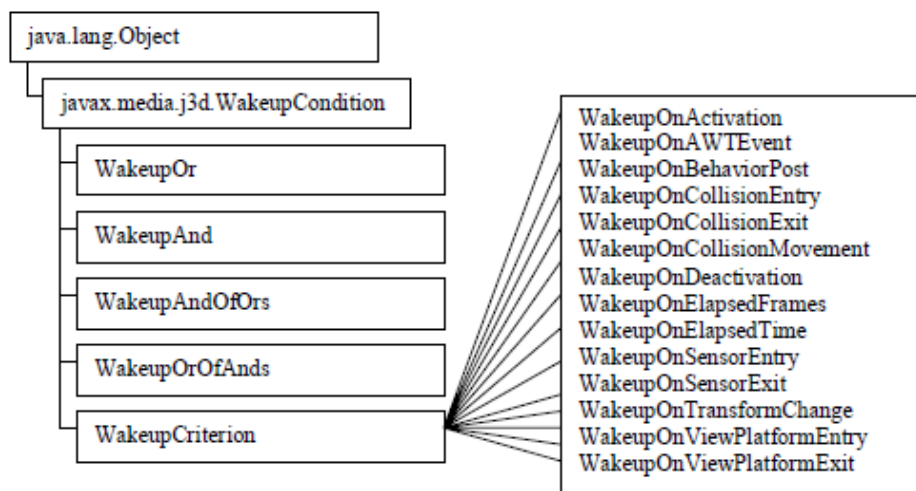 java.lang.Object
javax.media.j3d.WakeupCondition
WakeupOr
WakeupAnd
WakeupAndOfOrs
WakeupOrOfAnds
WakeupCriterion
WakeupOnActivation
WakeupOnAWTEvent
WakeupOnBehaviorPost
WakeupOnCollisionEntry
WakeupOnCollisionExit
WakeupOnCollisionMovement
WakeupOnDeactivation
WakeupOnElapsedFrames
WakeupOnElapsedTime
WakeupOnSensorEntry
WakeupOnSensorExit
WakeupOnTransformChange
WakeupOnViewPlatformEntry
WakeupOnViewPlatformExit